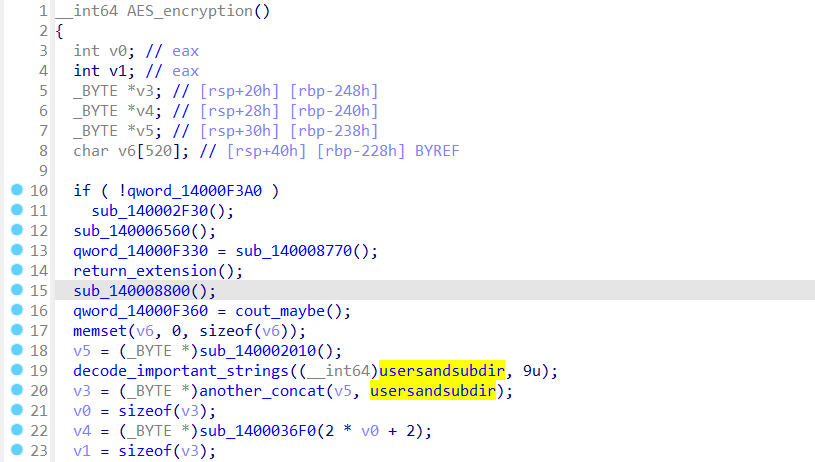 1 __int64 AES_encryption()
2 {
3 int v0; // eax
4 int v1; // eax
5 _BYTE *v3; // [rsp+20h] [rbp-248h]
6 _BYTE *v4; // [rsp+28h] [rbp-240h]
7 _BYTE *v5; // [rsp+30h] [rbp-238h]
8 char v6[520]; // [rsp+40h] [rbp-228h] BYREF
9
10 if ( !qword_14000F3A0 )
11 sub_140002F30();
12 sub_140006560();
13 qword_14000F330 = sub_140008770();
14 return_extension();
15 sub_140008800();
16 qword_14000F360 = cout_maybe();
17 memset(v6, 0, sizeof(v6));
18 v5 = (_BYTE *)sub_140002010();
19 decode_important_strings((__int64)usersandsubdir, 9u);
20 v3 = (_BYTE *)another_concat(v5, usersandsubdir);
21 v0 = sizeof(v3);
22 v4 = (_BYTE *)sub_1400036F0(2 * v0 + 2);
23 v1 = sizeof(v3);